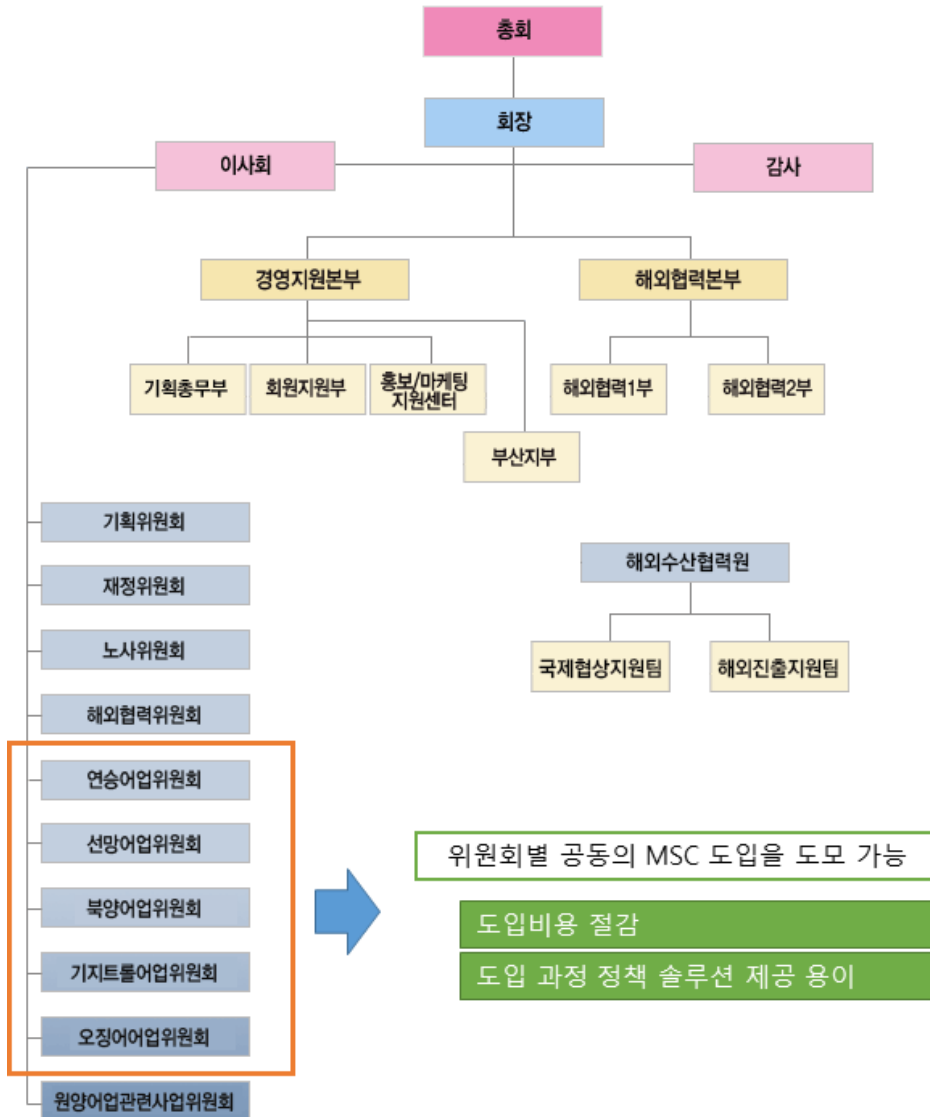 총회
회장
이사회
감사
경영지원본부
해외협력본부
기획총무부
회원지원부
홍보/마케팅
지원센터
해외협력1부
해외협력2부
부산지부
기획위원회
해외수산협력원
재정위원회
노사위원회
국제협상지원팀
해외진출지원팀
해외협력위원회
연승어업위원회
선망어업위원회
위원회별 공동의 MSC 도입을 도모 가능
북양어업위원회
도입비용 절감
기지트롤어업위원회
도입 과정 정책 솔루션 제공 용이
오징어어업위원회
원양어업관련사업위원회